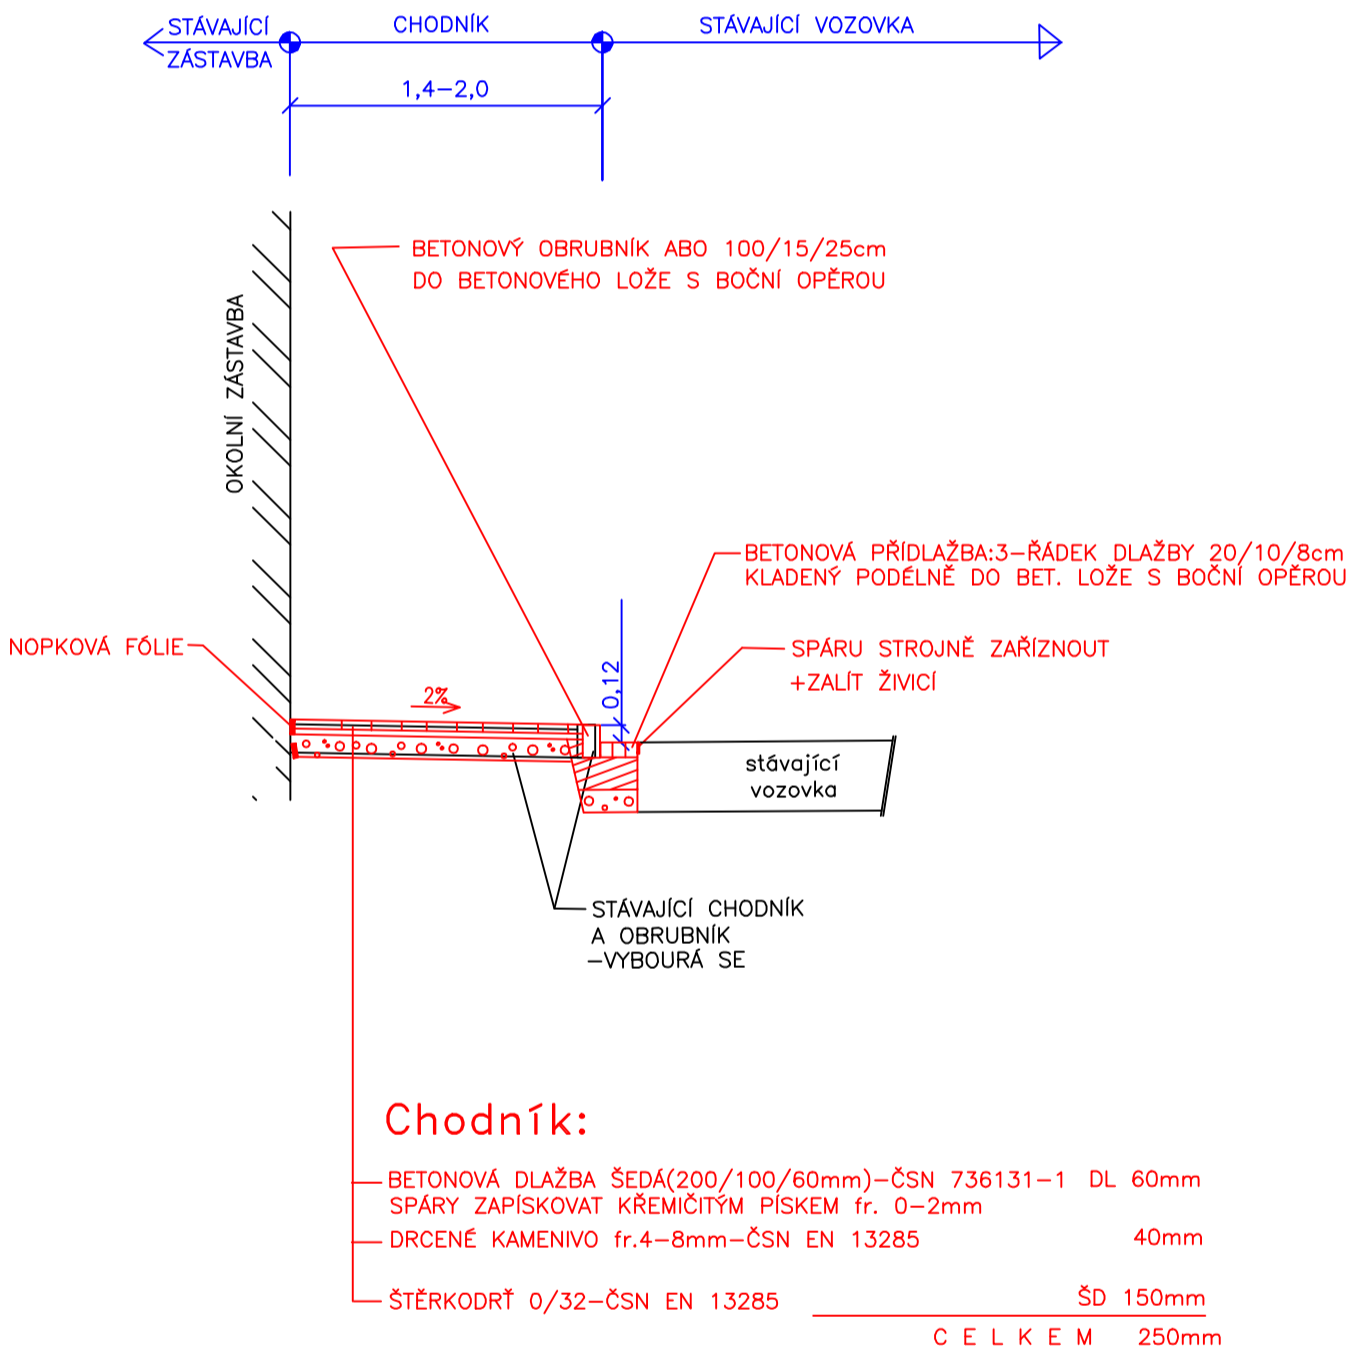 STÁVAJÍCÍ
ZÁSTAVBA
CHODNÍK
STÁVAJÍCÍ VOZOVKA
1,4-2,0
BETONOVÝ OBRUBNÍK ABO 100/15/25cm
DO BETONOVÉHO LOŽE S BOČNÍ OPĚROU
OKOLNÍ ZÁSTAVBA
BETONOVÁ PŘÍDLAŽBA:3-ŘÁDEK DLAŽBY 20/10/8cm
KLADENÝ PODÉLNĚ DO BET. LOŽE S BOČNÍ OPĚROU
NOPKOVÁ FÓLIE
SPÁRU STROJNĚ ZAŘÍZNOUT
+ZALÍT ŽIVICÍ
2%
0,12
stávající
vozovka
STÁVAJÍCÍ CHODNÍK
A OBRUBNÍK
-VYBOURÁ SE
Chodník:
BETONOVÁ DLAŽBA ŠEDÁ(200/100/60mm)-ČSN 736131-1 DL 60mm
SPÁRY ZAPÍSKOVAT KŘEMIČITÝM PÍSKEM fr. 0-2mm
DRCENÉ KAMENIVO fr.4-8mm-ČSN EN 13285 40mm
ŠTĚRKODRŤ 0/32-ČSN EN 13285 ŠD 150mm
C E L K E M 250mm